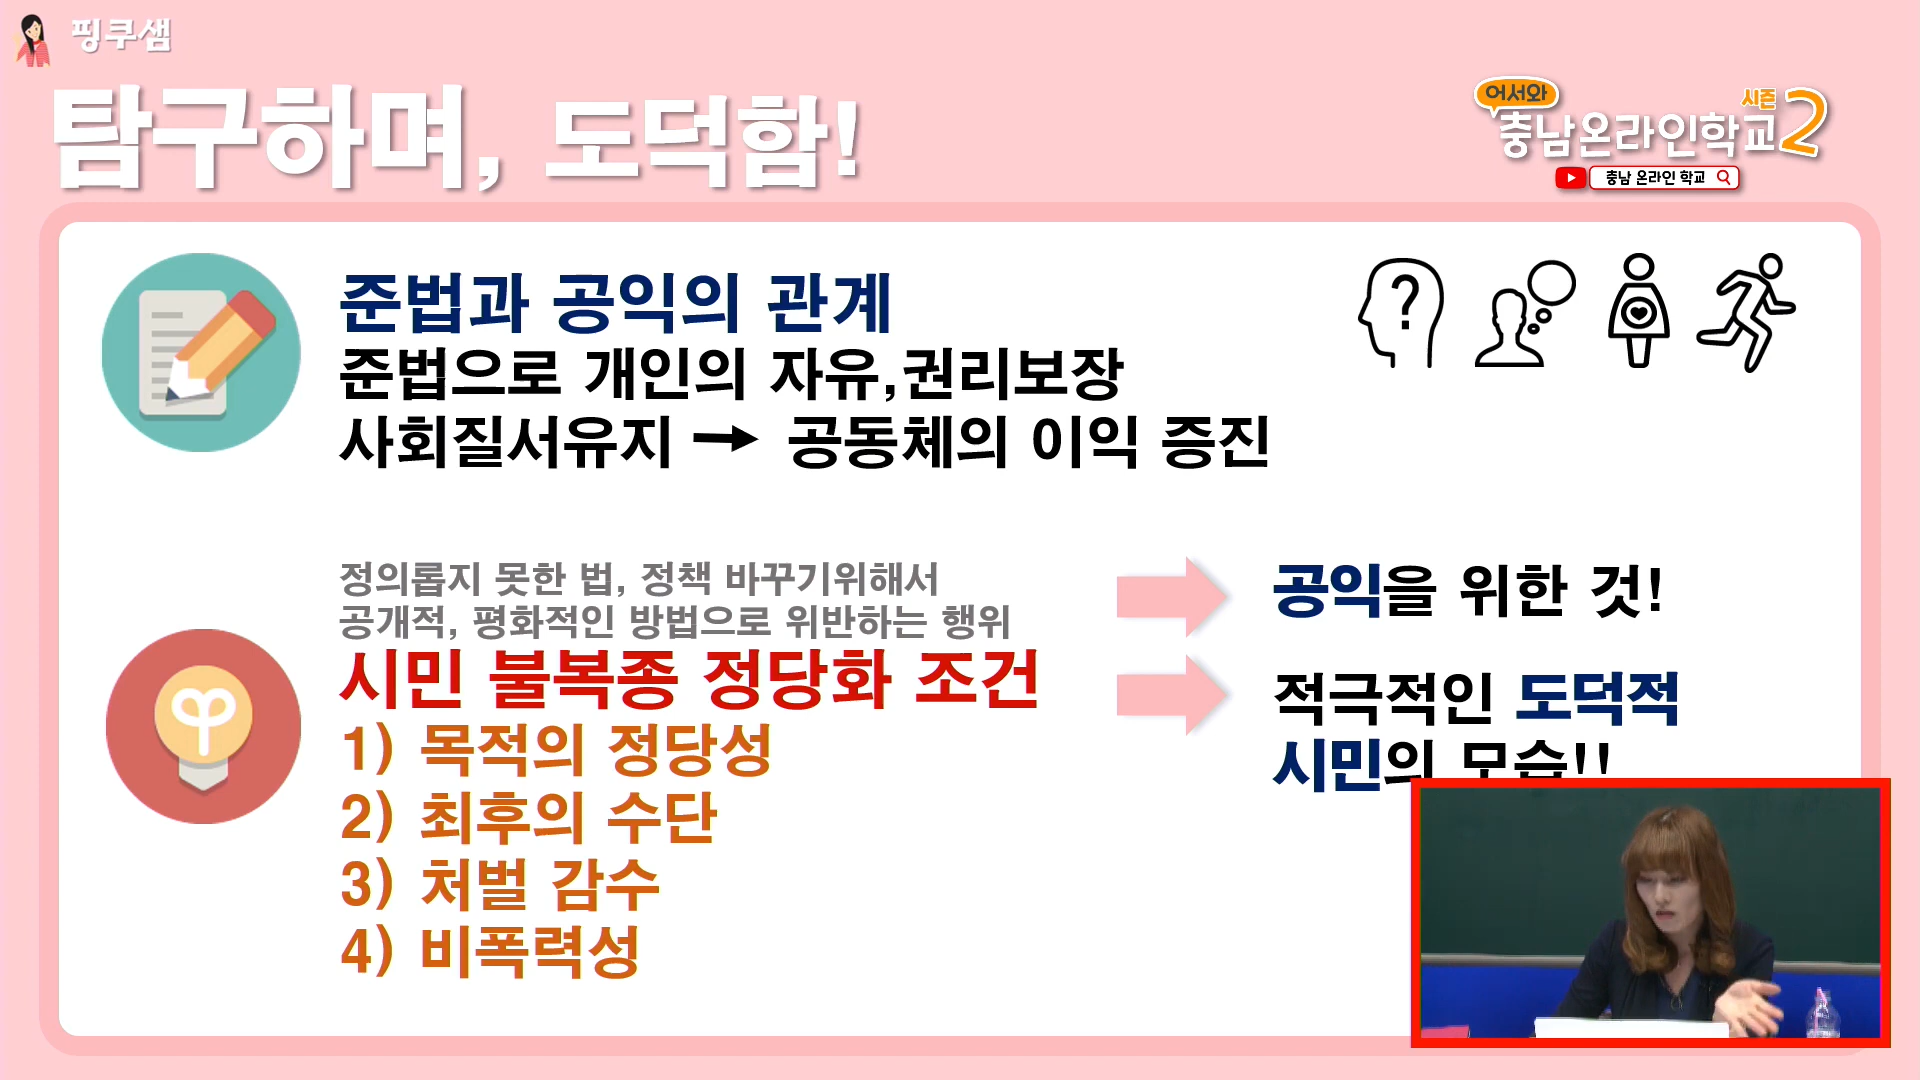 핑쿠샘
탐구하며, 도덕함!
어서와
시즌2
충남온라인학교
충남 온라인 학교
준법과 공익의 관계
준법으로 개인의 자유,권리보장
사회질서유지 → 공동체의 이익 증진
?
정의롭지 못한 법, 정책 바꾸기위해서
공개적, 평화적인 방법으로 위반하는 행위
시민 불복종 정당화 조건
1) 목적의 정당성
2) 최후의 수단
3) 처벌 감수
4) 비폭력성
공익을 위한 것!
적극적인 도덕적
시민의 모습!!